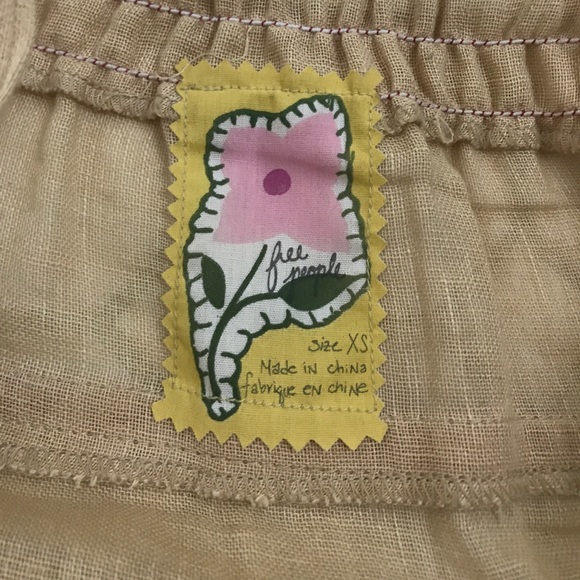 free
people
Size XS
Made in china
fabrique en chine